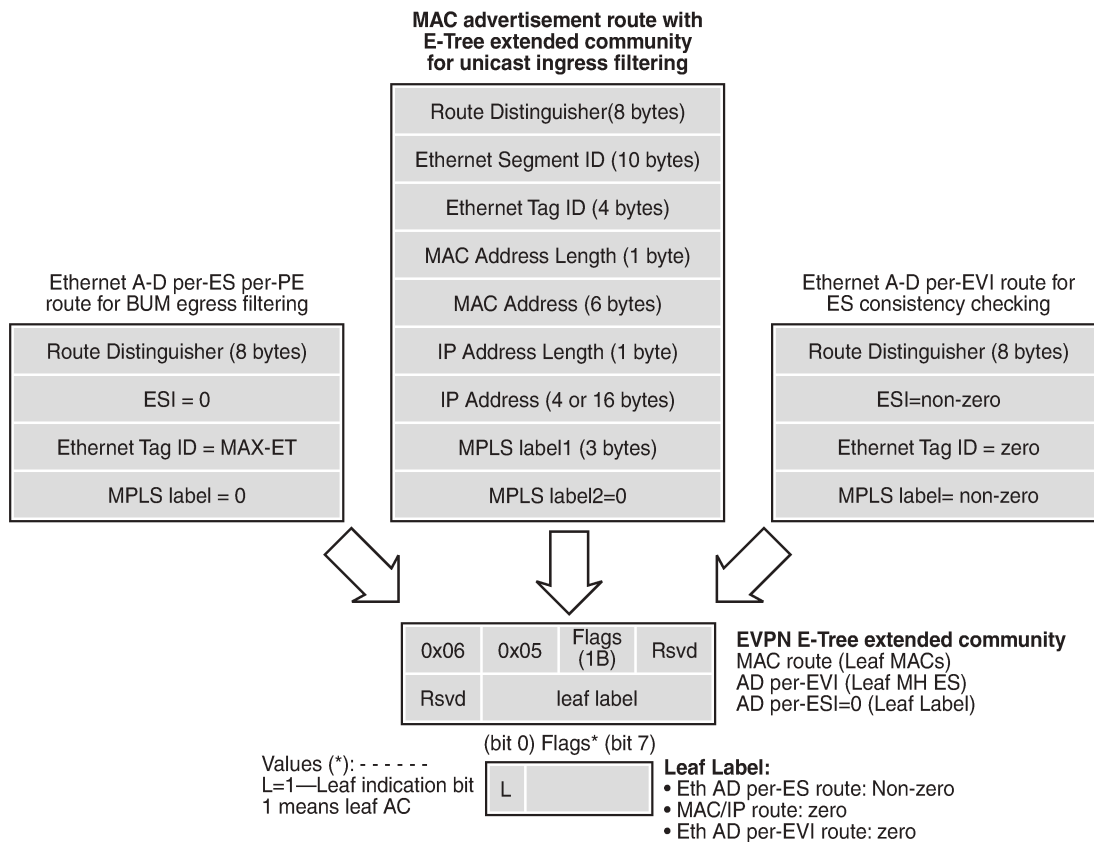 MAC advertisement route with
E-Tree extended community
for unicast ingress filtering
Route Distinguisher(8 bytes)
Ethernet Segment ID (10 bytes)
Ethernet Tag ID (4 bytes)
MAC Address Length (1 byte)
MAC Address (6 bytes)
IP Address Length (1 byte)
IP Address (4 or 16 bytes)
MPLS label1 (3 bytes)
MPLS label2=0
Ethernet A-D per-ES per-PE
route for BUM egress filtering
Route Distinguisher (8 bytes)
ESI = 0
Ethernet Tag ID = MAX-ET
MPLS label = 0
Ethernet A-D per-EVI route for
ES consistency checking
Route Distinguisher (8 bytes)
ESI=non-zero
Ethernet Tag ID = zero
MPLS label= non-zero
0x06
0x05
Flags
(1B)
Rsvd
Rsvd
leaf label
EVPN E-Tree extended community
MAC route (Leaf MACs)
AD per-EVI (Leaf MH ES)
AD per-ESI=0 (Leaf Label)
(bit 0) Flags* (bit 7)
Values (*): - - - - - -
L=1—Leaf indication bit
1 means leaf AC
L
Leaf Label:
• Eth AD per-ES route: Non-zero
• MAC/IP route: zero
• Eth AD per-EVI route: zero